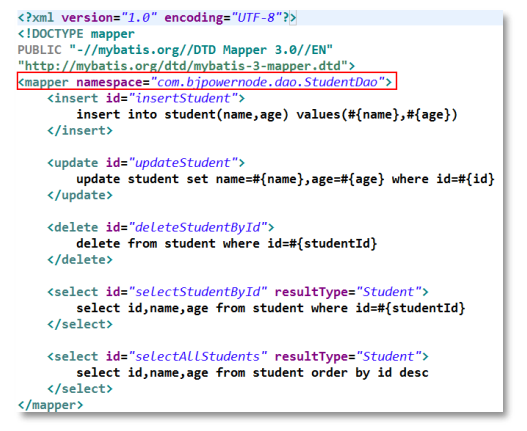 <?xml version="1.0" encoding="UTF-8"?>
<!DOCTYPE mapper
PUBLIC "-//mybatis.org//DTD Mapper 3.0//EN"
"http://mybatis.org/dtd/mybatis-3-mapper.dtd">
<mapper namespace="com.bjpowernode.dao.StudentDao">
    <insert id="insertStudent">
        insert into student(name,age) values(#{name},#{age})
    </insert>

    <update id="updateStudent">
        update student set name=#{name},age=#{age} where id=#{id}
    </update>

    <delete id="deleteStudentById">
        delete from student where id=#{studentId}
    </delete>

    <select id="selectStudentById" resultType="Student">
        select id,name,age from student where id=#{studentId}
    </select>

    <select id="selectAllStudents" resultType="Student">
        select id,name,age from student order by id desc
    </select>
</mapper>